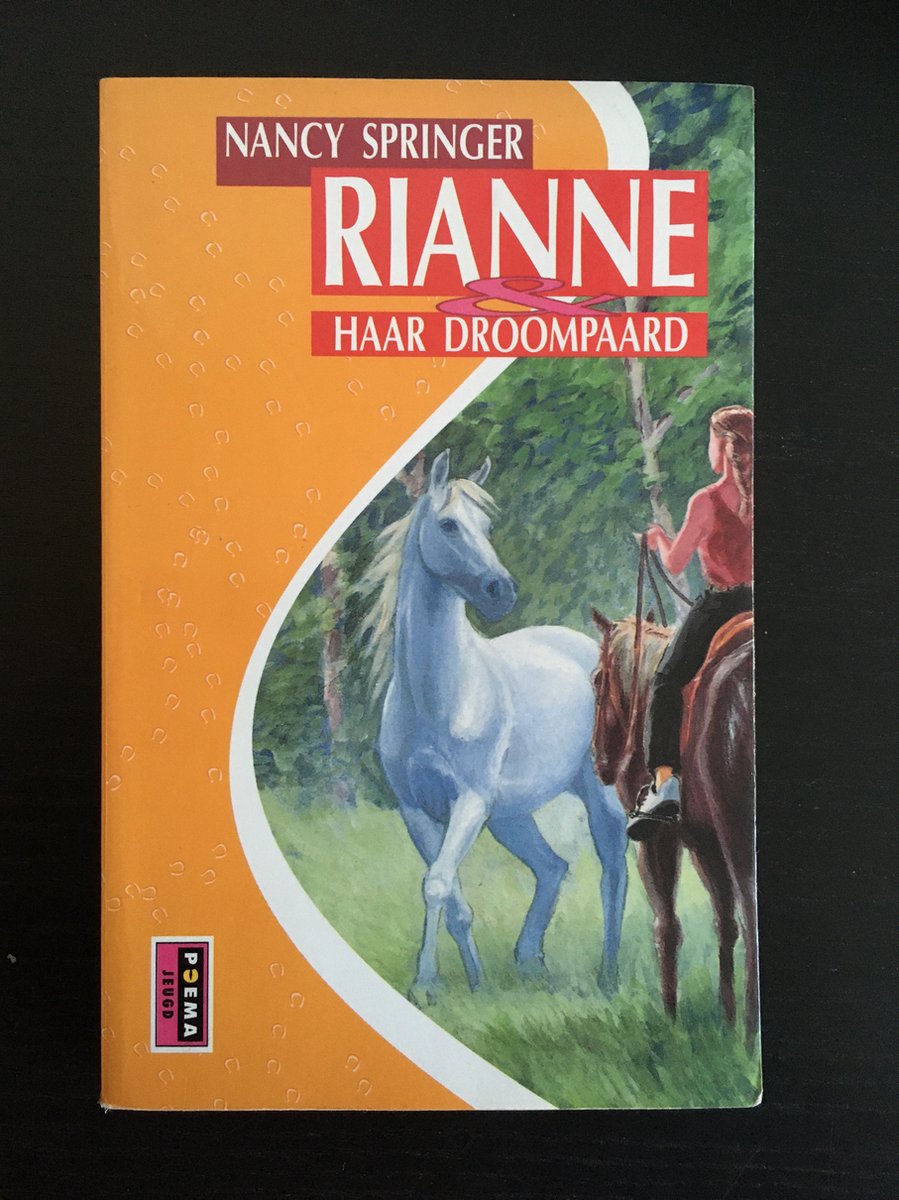 NANCY SPRINGER
RIANNE
&
HAAR DROOMPAARD
POEMA
JEUGD